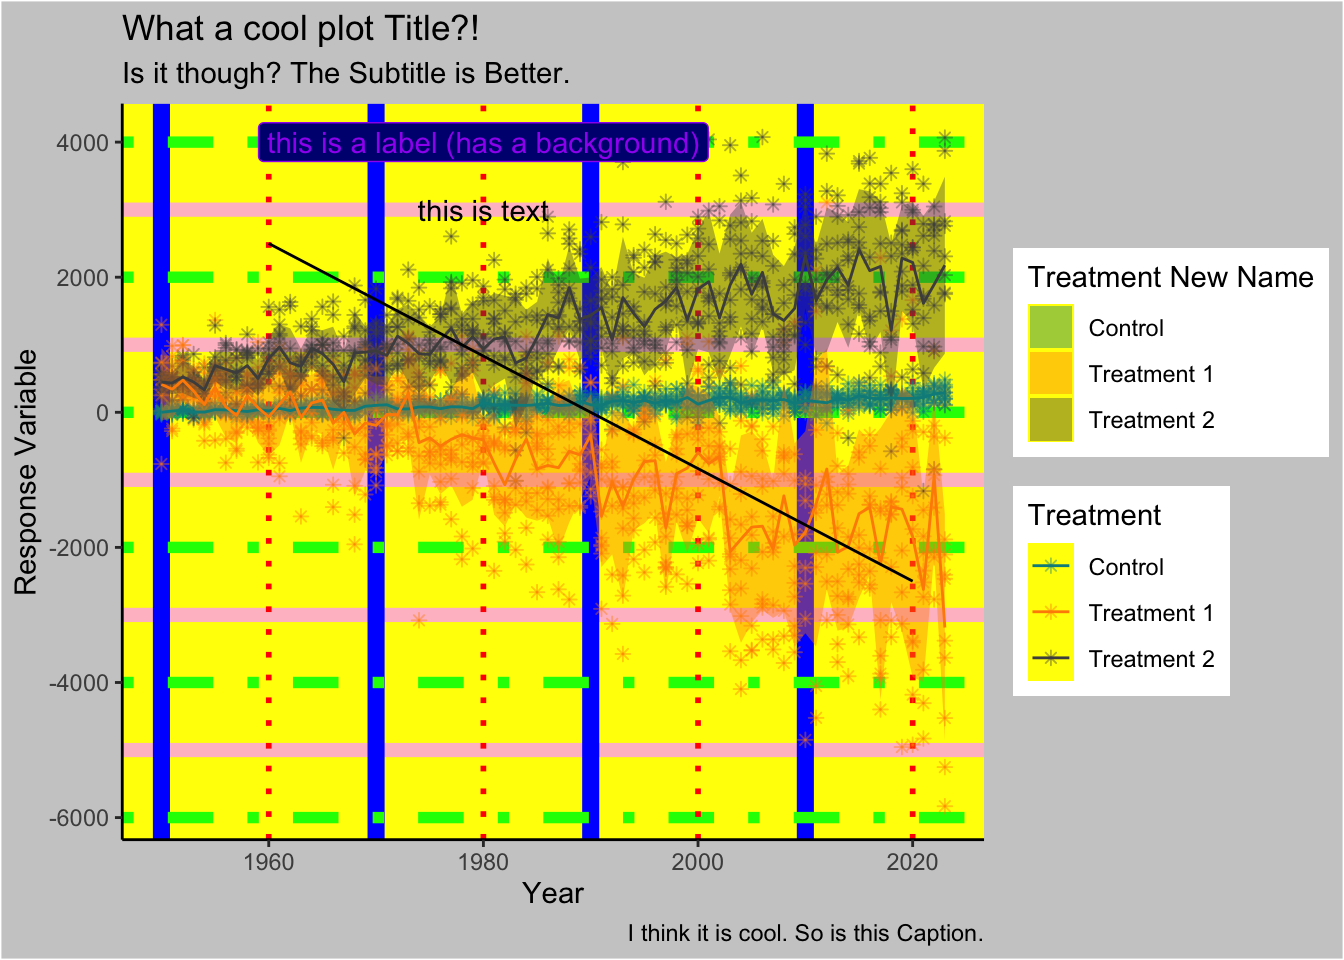 What a cool plot Title?!
Is it though? The Subtitle is Better.
this is a label (has a background)
this is text
4000
2000
0
-2000
-4000
-6000
Response Variable
1960 1980 2000 2020
Year
I think it is cool. So is this Caption.
Treatment New Name
Control
Treatment 1
Treatment 2
Treatment
Control
Treatment 1
Treatment 2